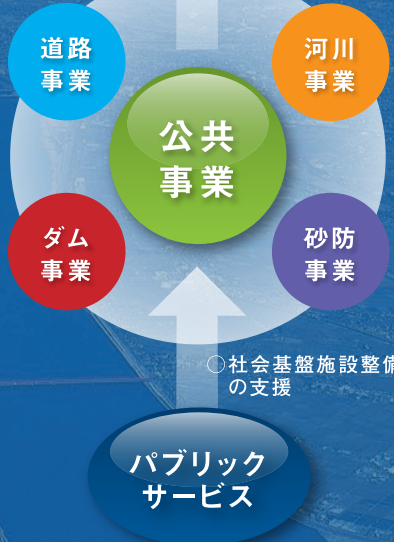 道路
事業
河川
事業
公共
事業
ダム
事業
砂防
事業
○社会基盤施設整備
の支援
パブリック
サービス